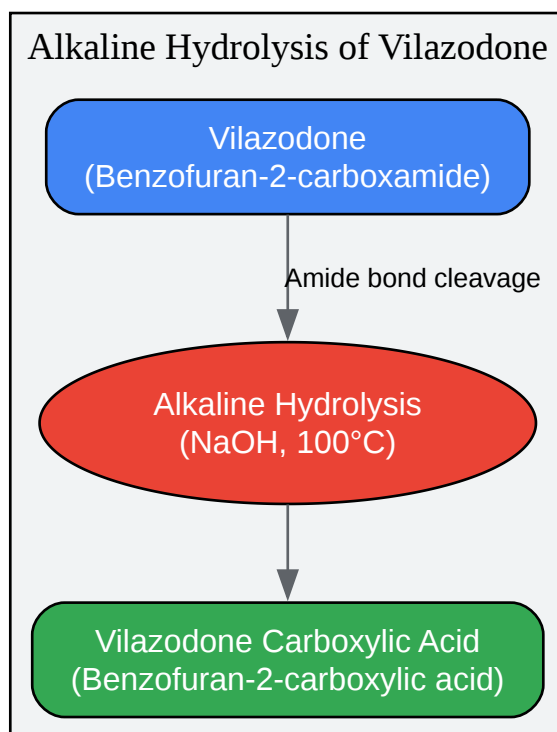 Alkaline Hydrolysis of Vilazodone
Vilazodone
(Benzofuran-2-carboxamide)
Amide bond cleavage
Alkaline Hydrolysis
(NaOH, 100°C)
Vilazodone Carboxylic Acid
(Benzofuran-2-carboxylic acid)